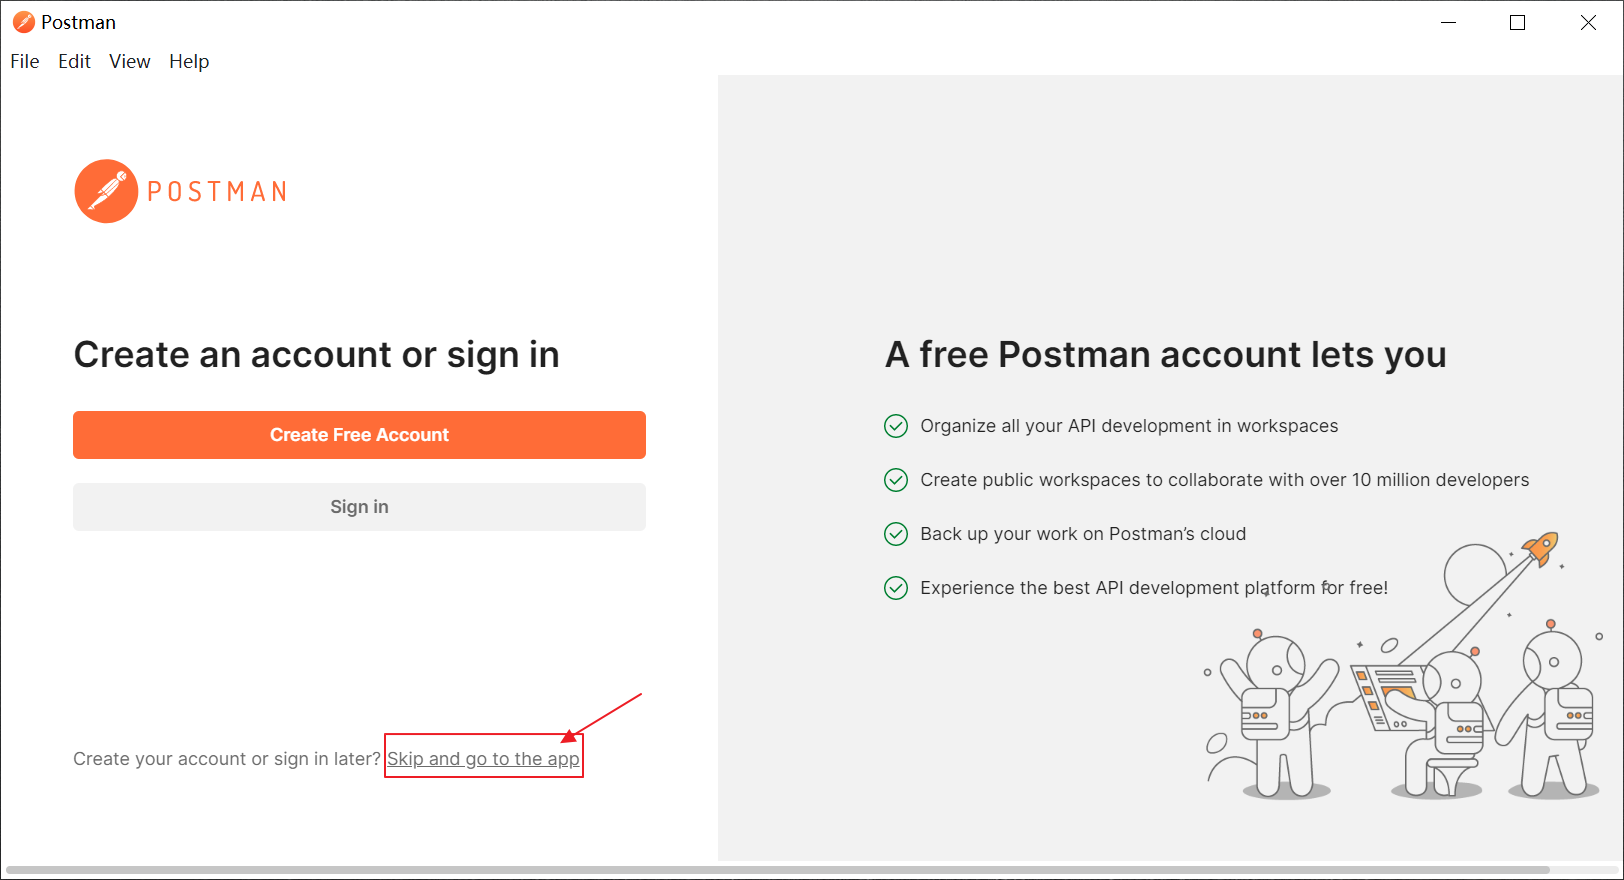 Postman
File Edit View Help
POSTMAN
Create an account or sign in
Create Free Account
Sign in
Create your account or sign in later? Skip and go to the app
A free Postman account lets you
Organize all your API development in workspaces
Create public workspaces to collaborate with over 10 million developers
Back up your work on Postman’s cloud
Experience the best API development platform for free!